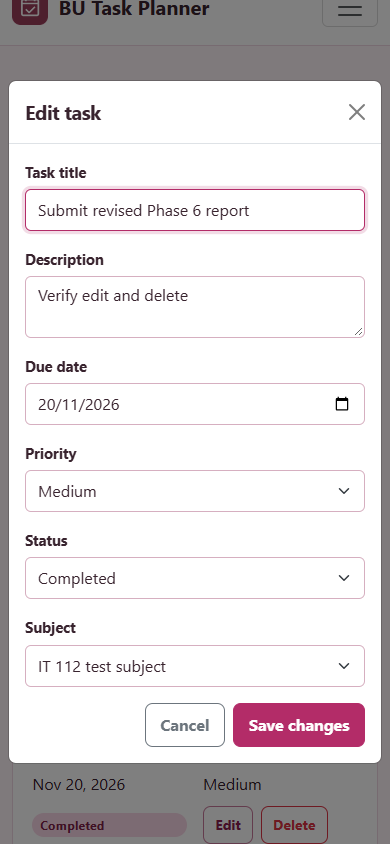 BU Task Planner
Edit task
Task title
Submit revised Phase 6 report
Description
Verify edit and delete
Due date
20/11/2026
Priority
Medium
Status
Completed
Subject
IT 112 test subject
Cancel Save changes
Nov 20, 2026 Medium
Completed Edit Delete